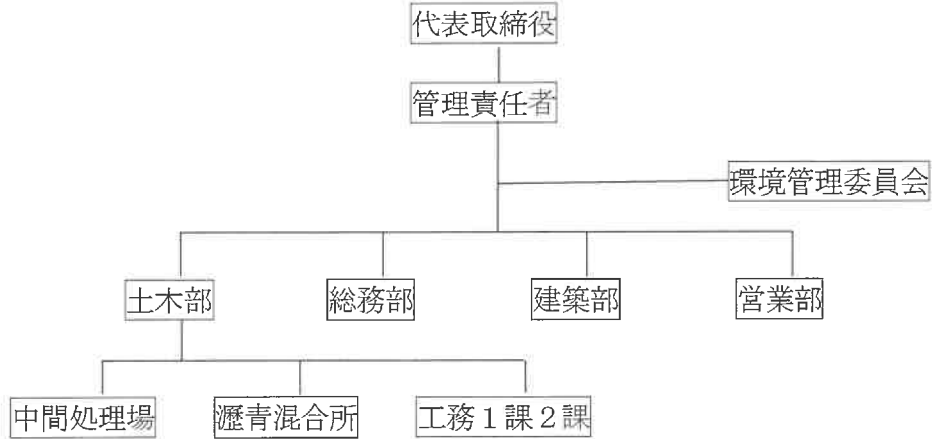 代表取締役
管理責任者
環境管理委員会
土木部
総務部
建築部
営業部
中間処理場
瀝青混合所
工務１課２課